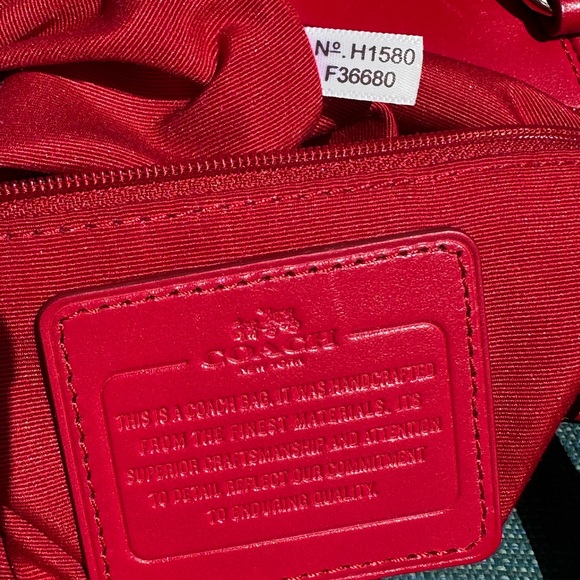 Nº. H1580
F36680
COACH
NEW YORK
THIS IS A COACH BAG. IT WAS HANDCRAFTED
FROM THE FINEST MATERIALS. ITS
SUPERIOR CRAFTSMANSHIP AND ATTENTION
TO DETAIL REFLECT OUR COMMITMENT
TO ENDURING QUALITY.